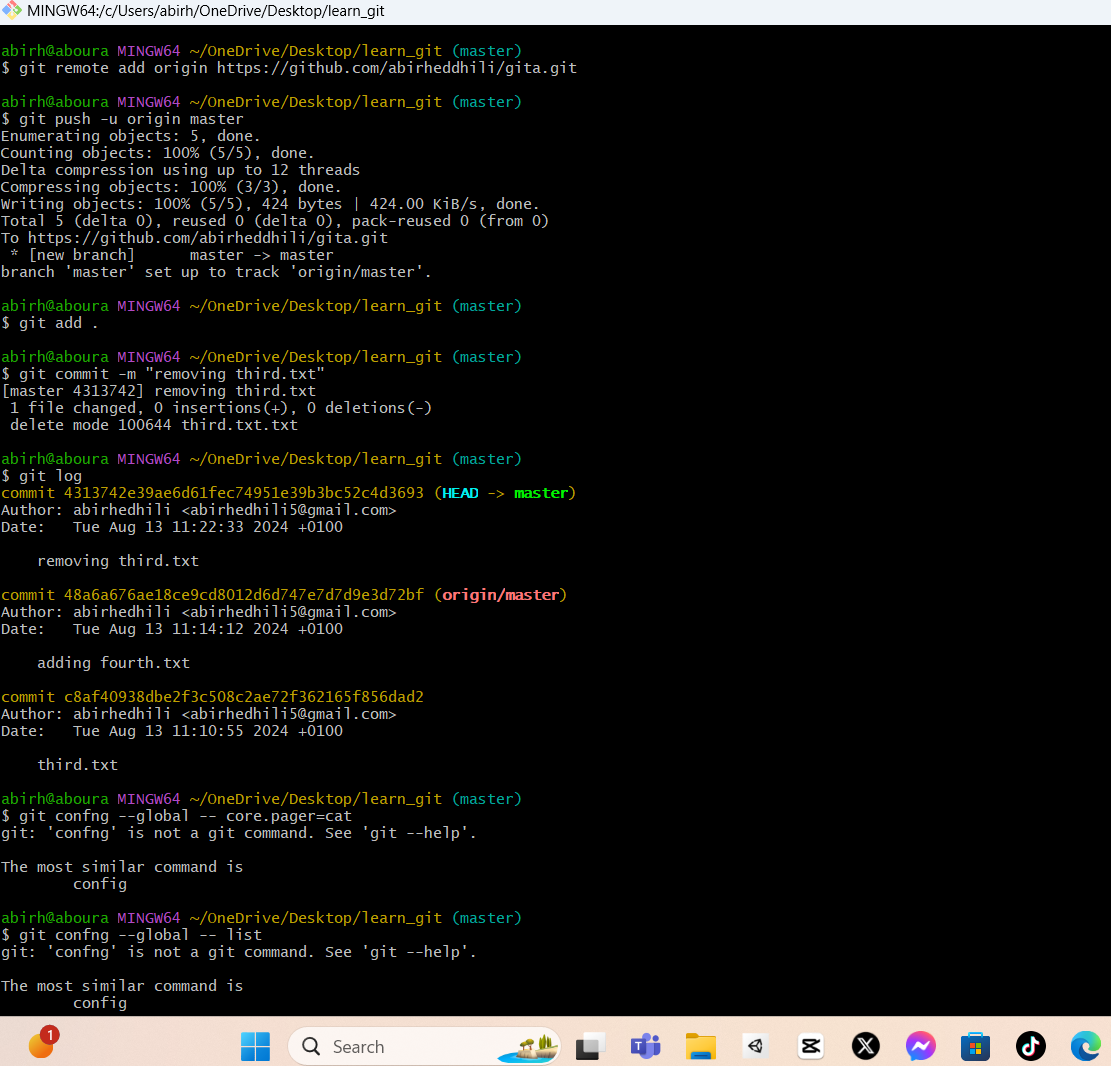 MINGW64:/c/Users/abirh/OneDrive/Desktop/learn_git
abirh@aboura MINGW64 ~/OneDrive/Desktop/learn_git (master)
$ git remote add origin https://github.com/abirheddhili/gita.git
abirh@aboura MINGW64 ~/OneDrive/Desktop/learn_git (master)
$ git push -u origin master
Enumerating objects: 5, done.
Counting objects: 100% (5/5), done.
Delta compression using up to 12 threads
Compressing objects: 100% (3/3), done.
Writing objects: 100% (5/5), 424 bytes | 424.00 KiB/s, done.
Total 5 (delta 0), reused 0 (delta 0), pack-reused 0 (from 0)
To https://github.com/abirheddhili/gita.git
 * [new branch]      master -> master
branch 'master' set up to track 'origin/master'.
abirh@aboura MINGW64 ~/OneDrive/Desktop/learn_git (master)
$ git add .
abirh@aboura MINGW64 ~/OneDrive/Desktop/learn_git (master)
$ git commit -m "removing third.txt"
[master 4313742] removing third.txt
 1 file changed, 0 insertions(+), 0 deletions(-)
 delete mode 100644 third.txt.txt
abirh@aboura MINGW64 ~/OneDrive/Desktop/learn_git (master)
$ git log
commit 4313742e39ae6d61fec74951e39b3bc52c4d3693 (HEAD -> master)
Author: abirhedhili <abirhedhili5@gmail.com>
Date:   Tue Aug 13 11:22:33 2024 +0100
    removing third.txt
commit 48a6a676ae18ce9cd8012d6d747e7d7d9e3d72bf (origin/master)
Author: abirhedhili <abirhedhili5@gmail.com>
Date:   Tue Aug 13 11:14:12 2024 +0100
    adding fourth.txt
commit c8af40938dbe2f3c508c2ae72f362165f856dad2
Author: abirhedhili <abirhedhili5@gmail.com>
Date:   Tue Aug 13 11:10:55 2024 +0100
    third.txt
abirh@aboura MINGW64 ~/OneDrive/Desktop/learn_git (master)
$ git confng --global -- core.pager=cat
git: 'confng' is not a git command. See 'git --help'.
The most similar command is
        config
abirh@aboura MINGW64 ~/OneDrive/Desktop/learn_git (master)
$ git confng --global -- list
git: 'confng' is not a git command. See 'git --help'.
The most similar command is
        config
1
Search